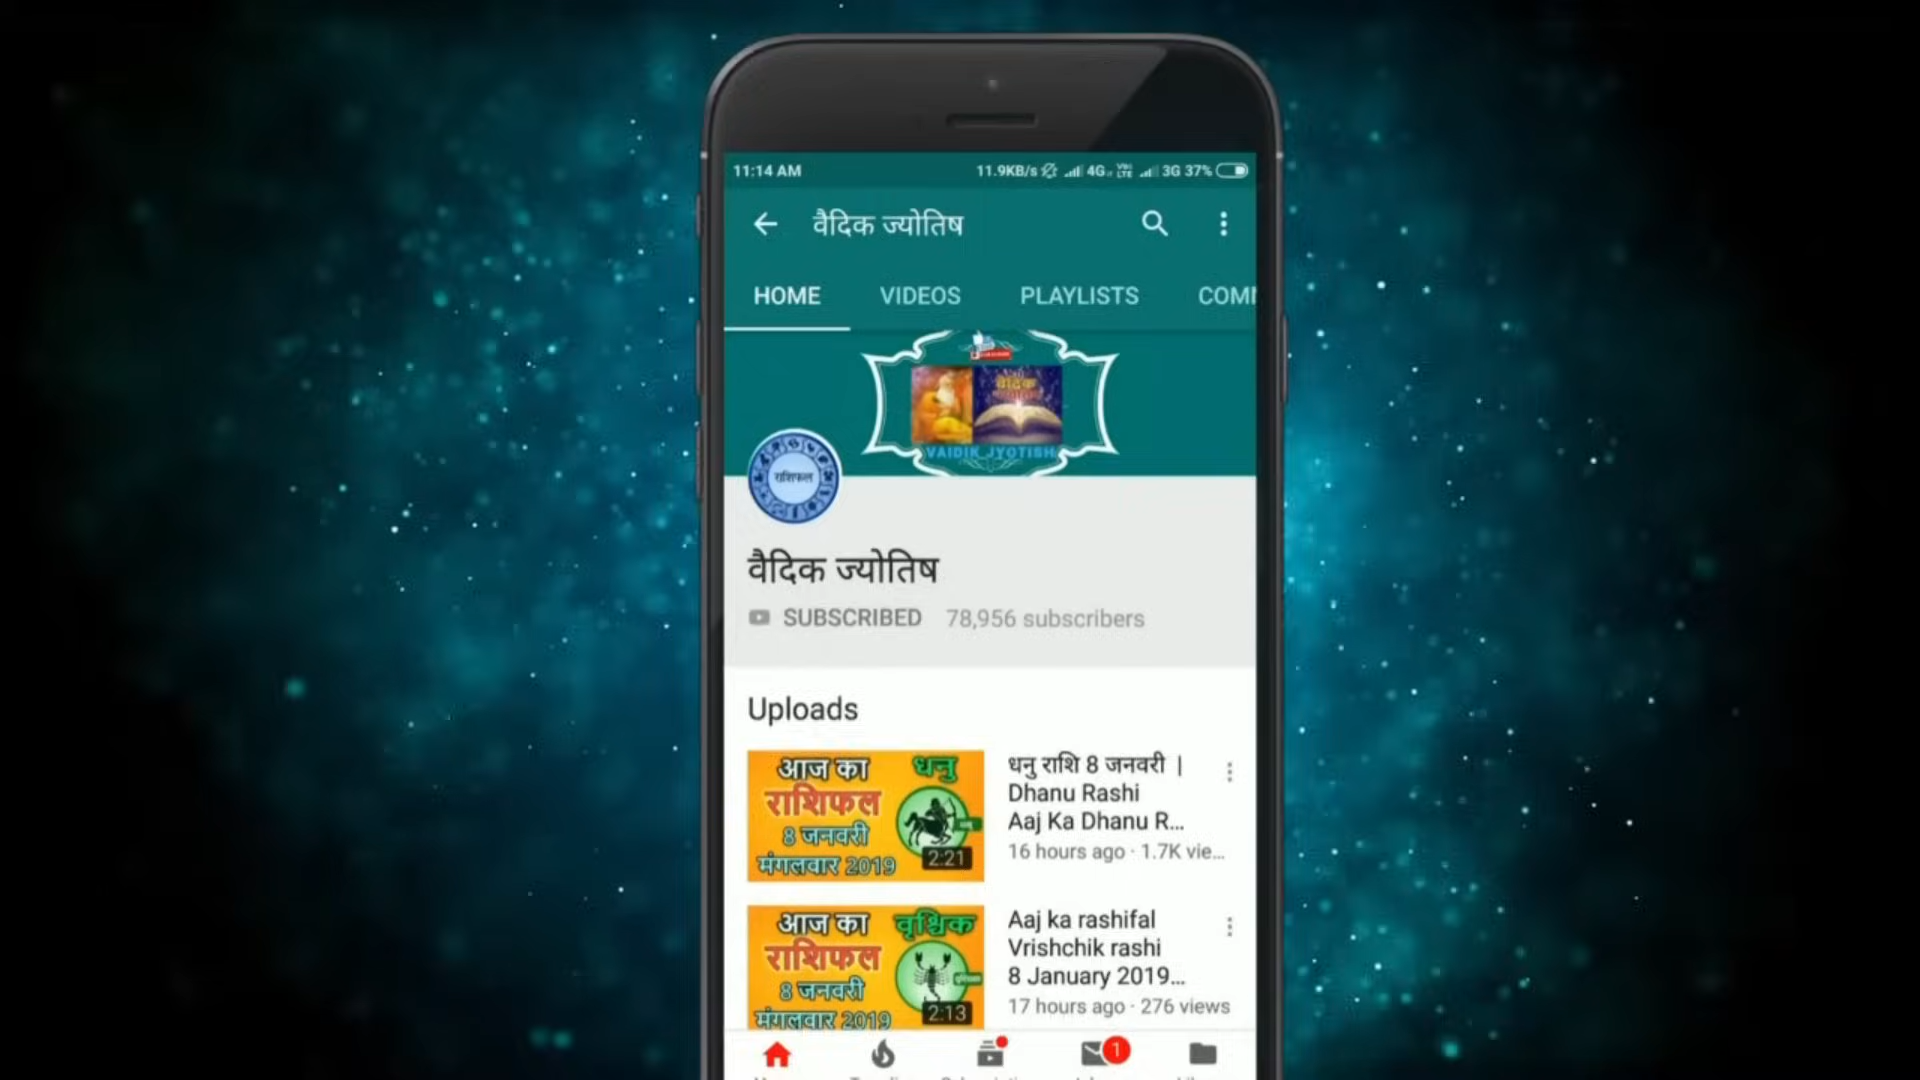 11:14 AM 11.9KB/s 4G VoLTE 3G 37%
वैदिक ज्योतिष
HOME VIDEOS PLAYLISTS COM
वैदिक
VAIDIK JYOTISH
राशिफल
वैदिक ज्योतिष
SUBSCRIBED 78,956 subscribers
Uploads
आज का धनु
राशिफल
8 जनवरी
मंगलवार 2019
2:21
धनु राशि 8 जनवरी |
Dhanu Rashi
Aaj Ka Dhanu R...
16 hours ago · 1.7K vie...
आज का वृश्चिक
राशिफल
8 जनवरी
मंगलवार 2019
2:13
Aaj ka rashifal
Vrishchik rashi
8 January 2019...
17 hours ago · 276 views
1